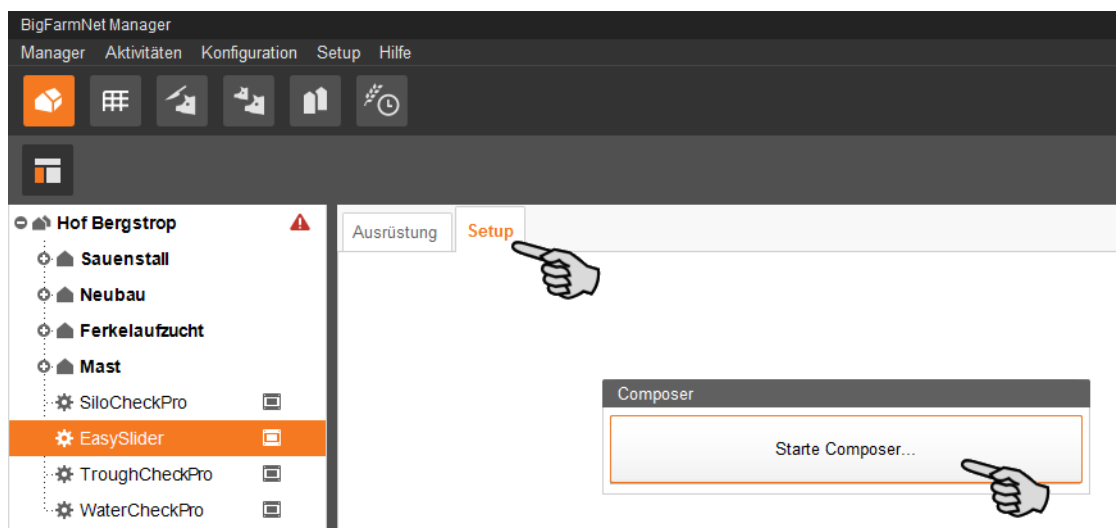 BigFarmNet Manager
Manager Aktivitäten Konfiguration Setup Hilfe
Hof Bergstrop
Sauenstall
Neubau
Ferkelaufzucht
Mast
SiloCheckPro
EasySlider
TroughCheckPro
WaterCheckPro
Ausrüstung Setup
Composer
Starte Composer...